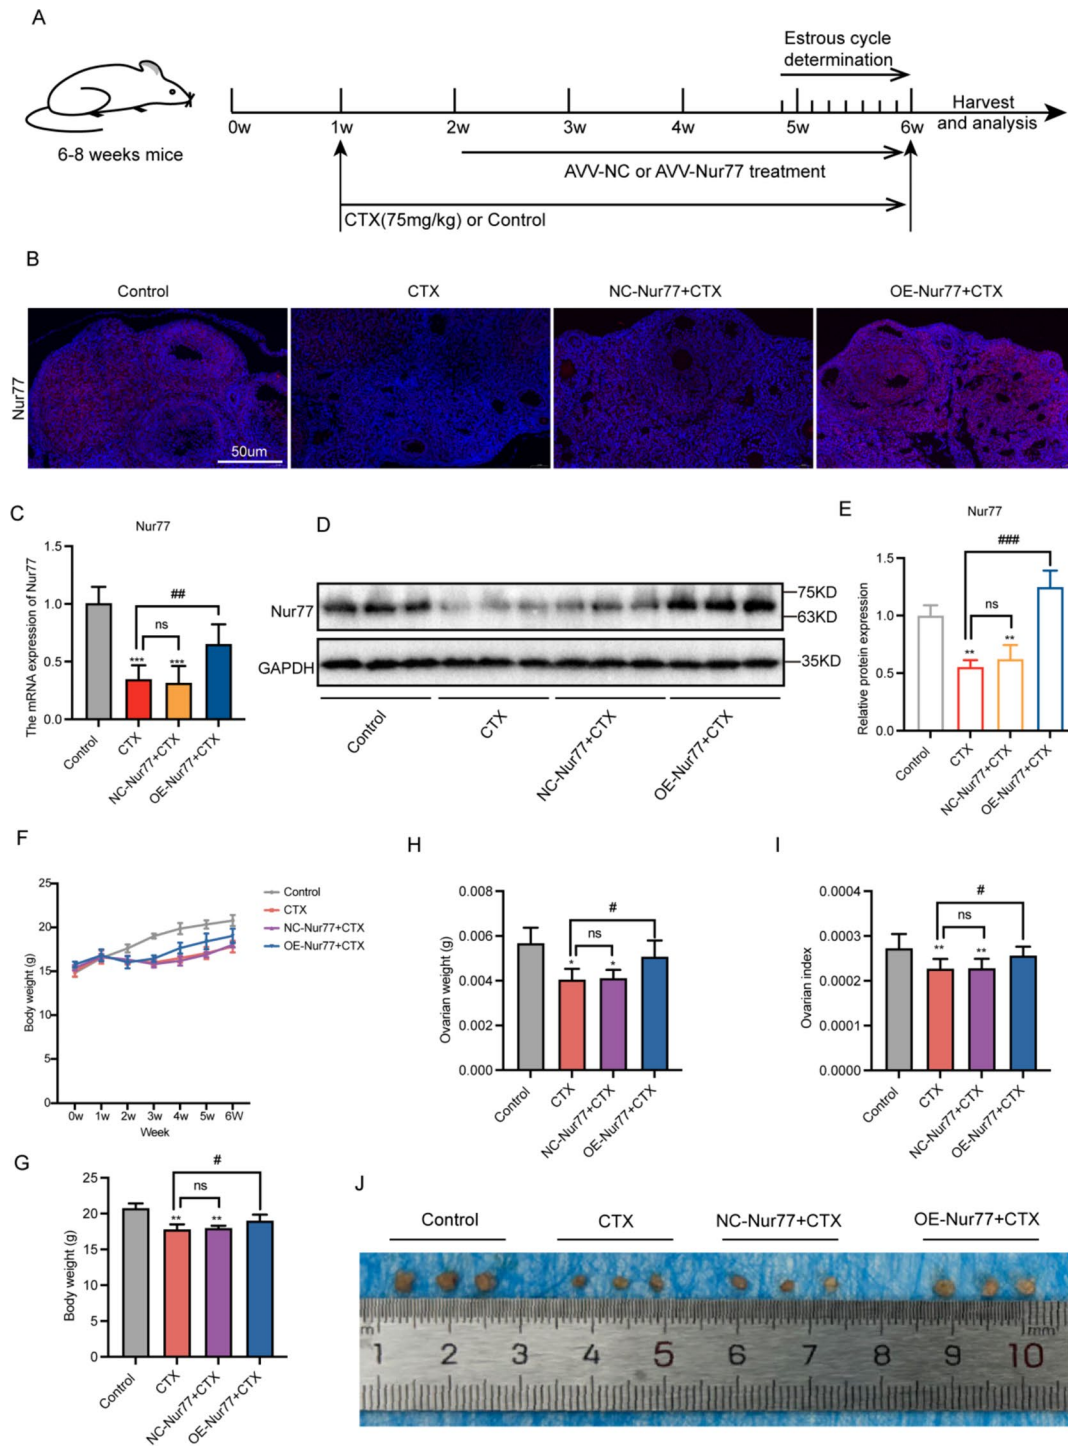 A
Estrous cycle
determination
0w 1w 2w 3w 4w 5w 6w
Harvest
and analysis
6-8 weeks mice
AVV-NC or AVV-Nur77 treatment
CTX(75mg/kg) or Control
B
Control CTX NC-Nur77+CTX OE-Nur77+CTX
Nur77
50um
C
Nur77
The mRNA expression of Nur77
1.5
1.0
0.5
0.0
##
ns
*** ***
Control CTX NC-Nur77+CTX OE-Nur77+CTX
D
Nur77
GAPDH
75KD
63KD
35KD
Control CTX NC-Nur77+CTX OE-Nur77+CTX
E
Nur77
Relative protein expression
1.5
1.0
0.5
0.0
###
ns
** **
Control CTX NC-Nur77+CTX OE-Nur77+CTX
F
Body weight (g)
25
20
15
10
5
0
0w 1w 2w 3w 4w 5w 6W
Week
Control
CTX
NC-Nur77+CTX
OE-Nur77+CTX
H
Ovarian weight (g)
0.008
0.006
0.004
0.002
0.000
#
ns
* *
Control CTX NC-Nur77+CTX OE-Nur77+CTX
I
Ovarian index
0.0004
0.0003
0.0002
0.0001
0.0000
#
ns
** **
Control CTX NC-Nur77+CTX OE-Nur77+CTX
G
Body weight (g)
25
20
15
10
5
0
#
ns
** **
Control CTX NC-Nur77+CTX OE-Nur77+CTX
J
Control CTX NC-Nur77+CTX OE-Nur77+CTX
m mm
1 2 3 4 5 6 7 8 9 10